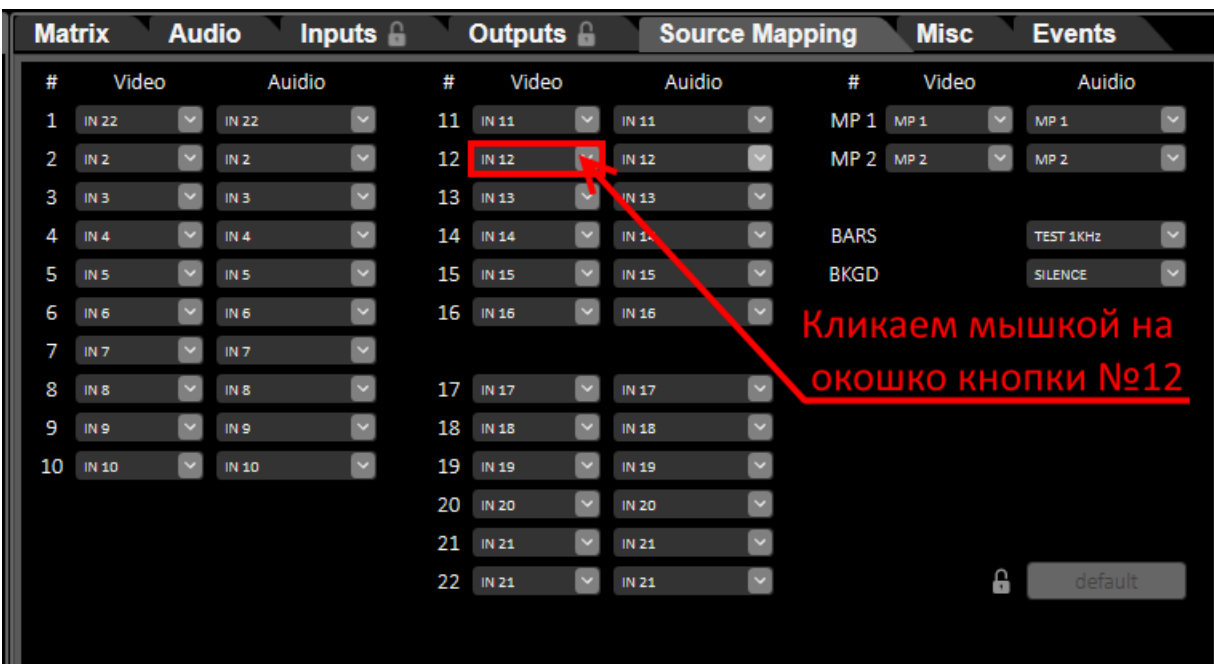 Matrix Audio Inputs Outputs Source Mapping Misc Events
# Video Auidio # Video Auidio # Video Auidio
1 IN 22 IN 22 11 IN 11 IN 11 MP 1 MP 1 MP 1
2 IN 2 IN 2 12 IN 12 IN 12 MP 2 MP 2 MP 2
3 IN 3 IN 3 13 IN 13 IN 13
4 IN 4 IN 4 14 IN 14 IN 14 BARS TEST 1KHz
5 IN 5 IN 5 15 IN 15 IN 15 BKGD SILENCE
6 IN 6 IN 6 16 IN 16 IN 16
Кликаем мышкой на
7 IN 7 IN 7
окошко кнопки №12
8 IN 8 IN 8 17 IN 17 IN 17
9 IN 9 IN 9 18 IN 18 IN 18
10 IN 10 IN 10 19 IN 19 IN 19
20 IN 20 IN 20
21 IN 21 IN 21
22 IN 21 IN 21 default